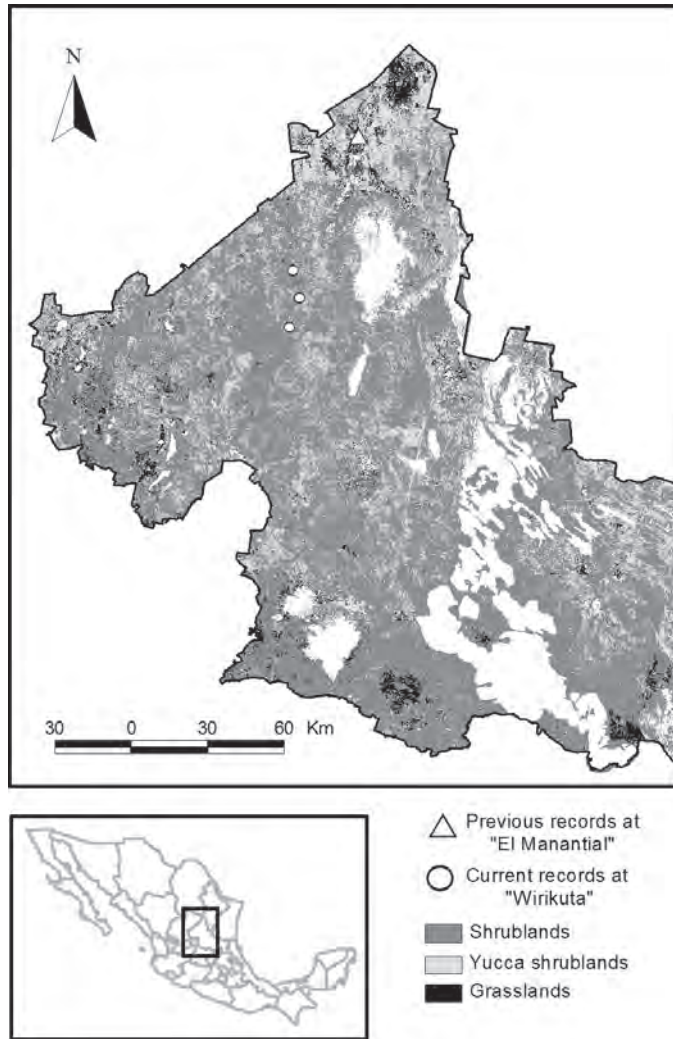 N
30 0 30 60 Km
Previous records at
"El Manantial"
Current records at
"Wirikuta"
Shrublands
Yucca shrublands
Grasslands